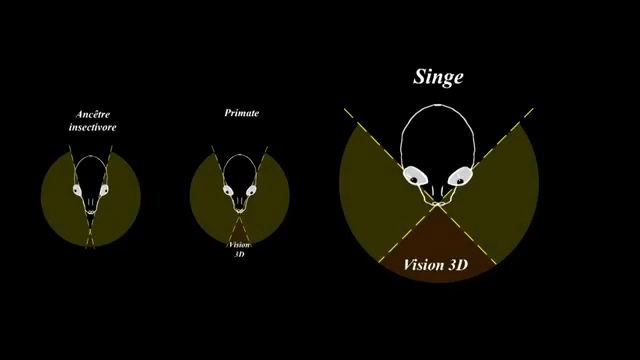 Ancêtre
insectivore
Primate
Singe
Vision
3D
Vision 3D